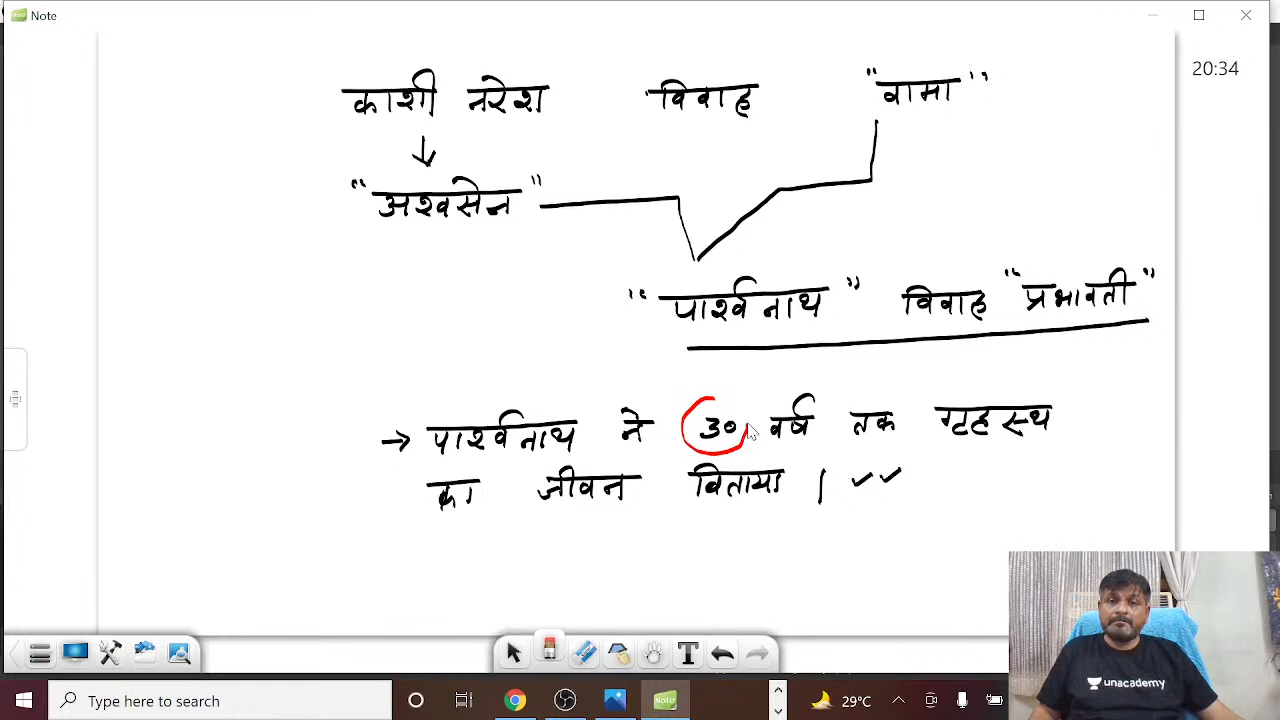 Note
20:34
काशी नरेश विवाह "वामा"
"अश्वसेन"
"पार्श्वनाथ" विवाह "प्रभावती"
→ पार्श्वनाथ ने 30 वर्ष तक गृहस्थ
का जीवन बिताया ।
unacademy
T
Type here to search
Note
29°C